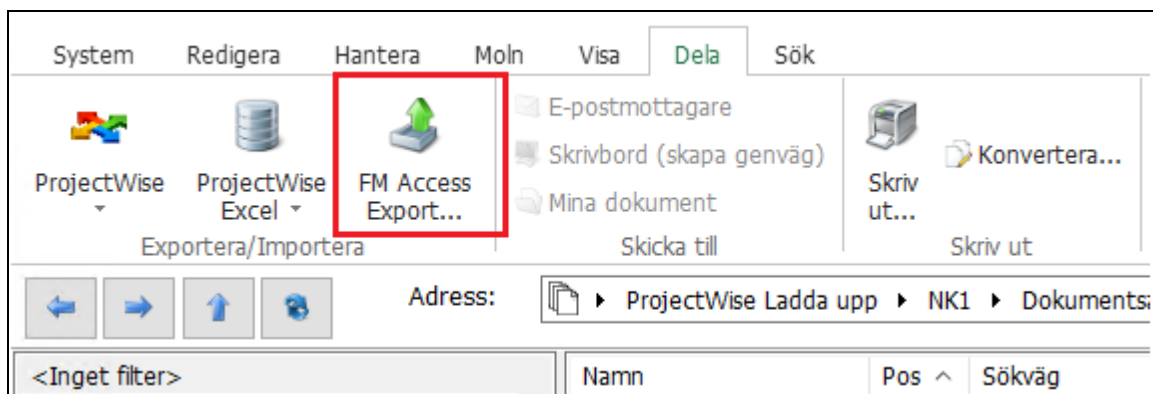 System Redigera Hantera Moln Visa Dela Sök
ProjectWise
ProjectWise
Excel
FM Access
Export...
Exportera/Importera
E-postmottagare
Skrivbord (skapa genväg)
Mina dokument
Skicka till
Skriv
ut...
Konvertera...
Skriv ut
Adress: ProjectWise Ladda upp NK1 Dokumentsa
<Inget filter> Namn Pos Sökväg